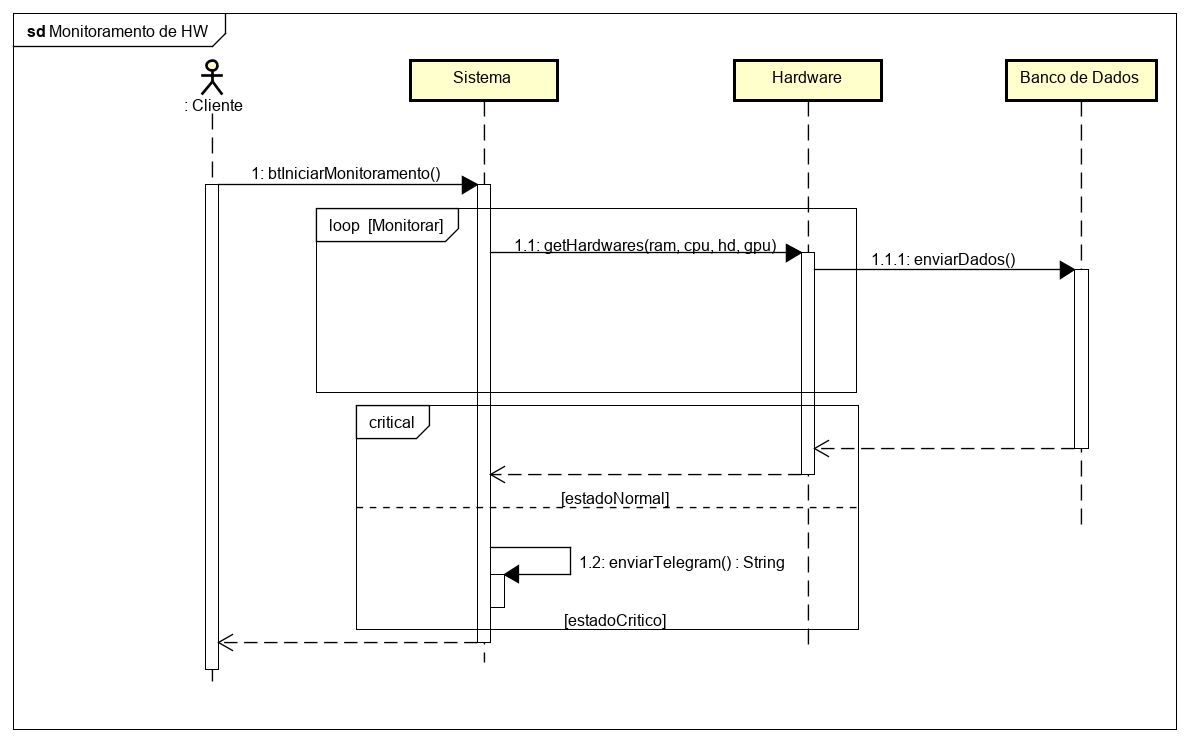 sd Monitoramento de HW
: Cliente
Sistema
Hardware
Banco de Dados
1: btIniciarMonitoramento()
loop [Monitorar]
1.1: getHardwares(ram, cpu, hd, gpu)
1.1.1: enviarDados()
critical
[estadoNormal]
1.2: enviarTelegram() : String
[estadoCritico]